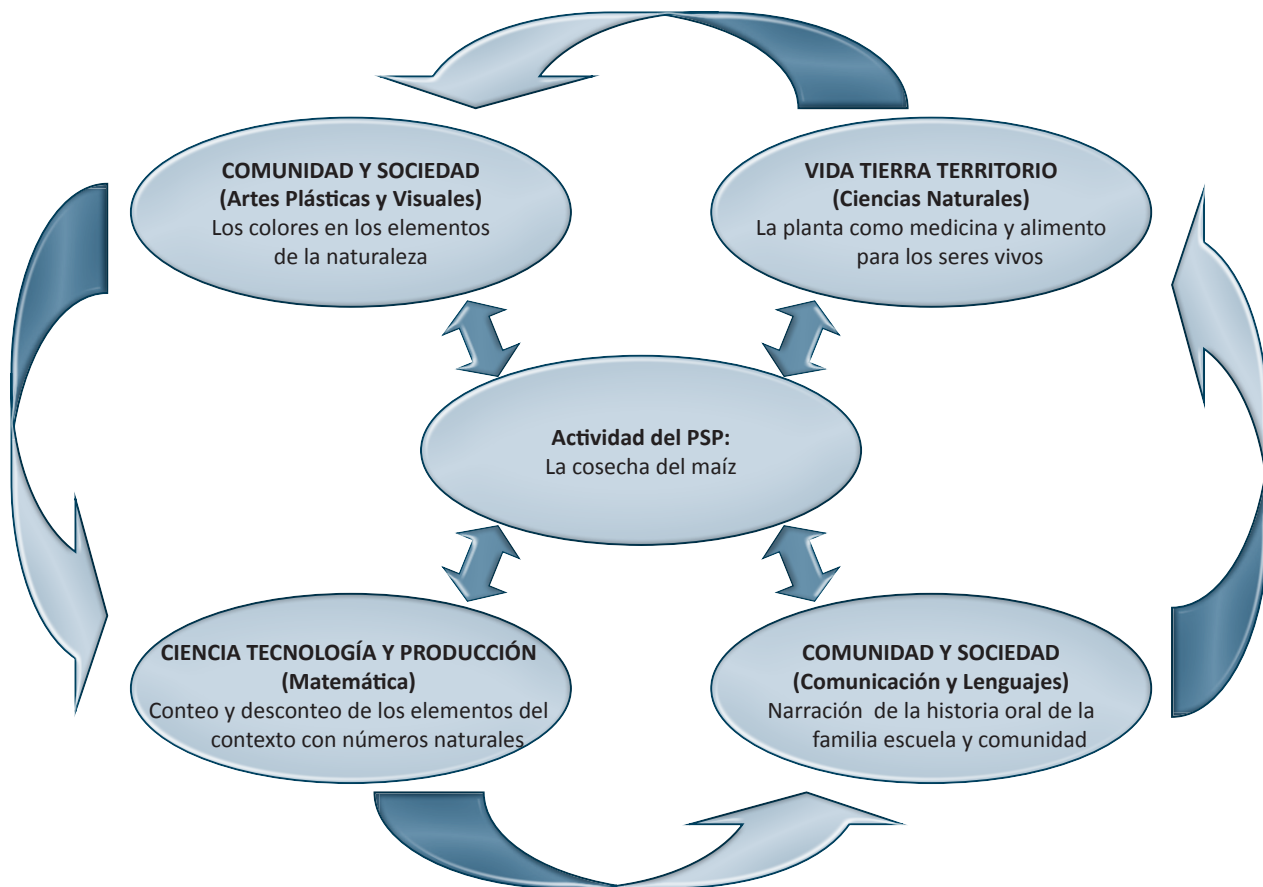 COMUNIDAD Y SOCIEDAD
(Artes Plásticas y Visuales)
Los colores en los elementos
de la naturaleza
VIDA TIERRA TERRITORIO
(Ciencias Naturales)
La planta como medicina y alimento
para los seres vivos
Actividad del PSP:
La cosecha del maíz
CIENCIA TECNOLOGÍA Y PRODUCCIÓN
(Matemática)
Conteo y desconteo de los elementos del
contexto con números naturales
COMUNIDAD Y SOCIEDAD
(Comunicación y Lenguajes)
Narración de la historia oral de la
familia escuela y comunidad